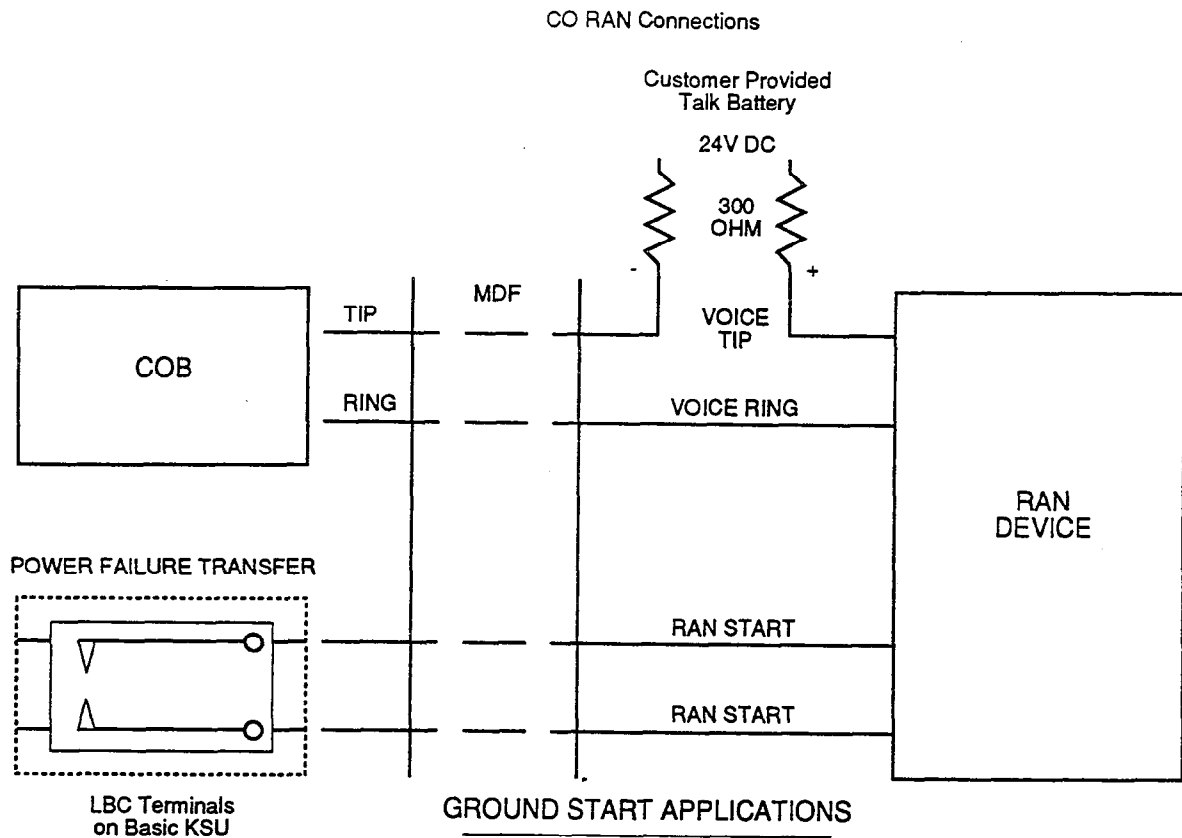 CO RAN Connections
Customer Provided
Talk Battery
24V DC
300
OHM
-
+
TIP
MDF
VOICE
TIP
COB
RING
VOICE RING
RAN
DEVICE
POWER FAILURE TRANSFER
RAN START
RAN START
LBC Terminals
on Basic KSU
GROUND START APPLICATIONS